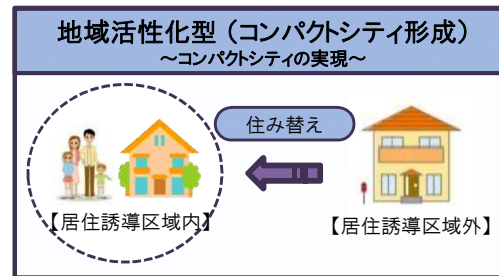 地域活性化型（コンパクトシティ形成）
～コンパクトシティの実現～
住み替え
【居住誘導区域内】
【居住誘導区域外】